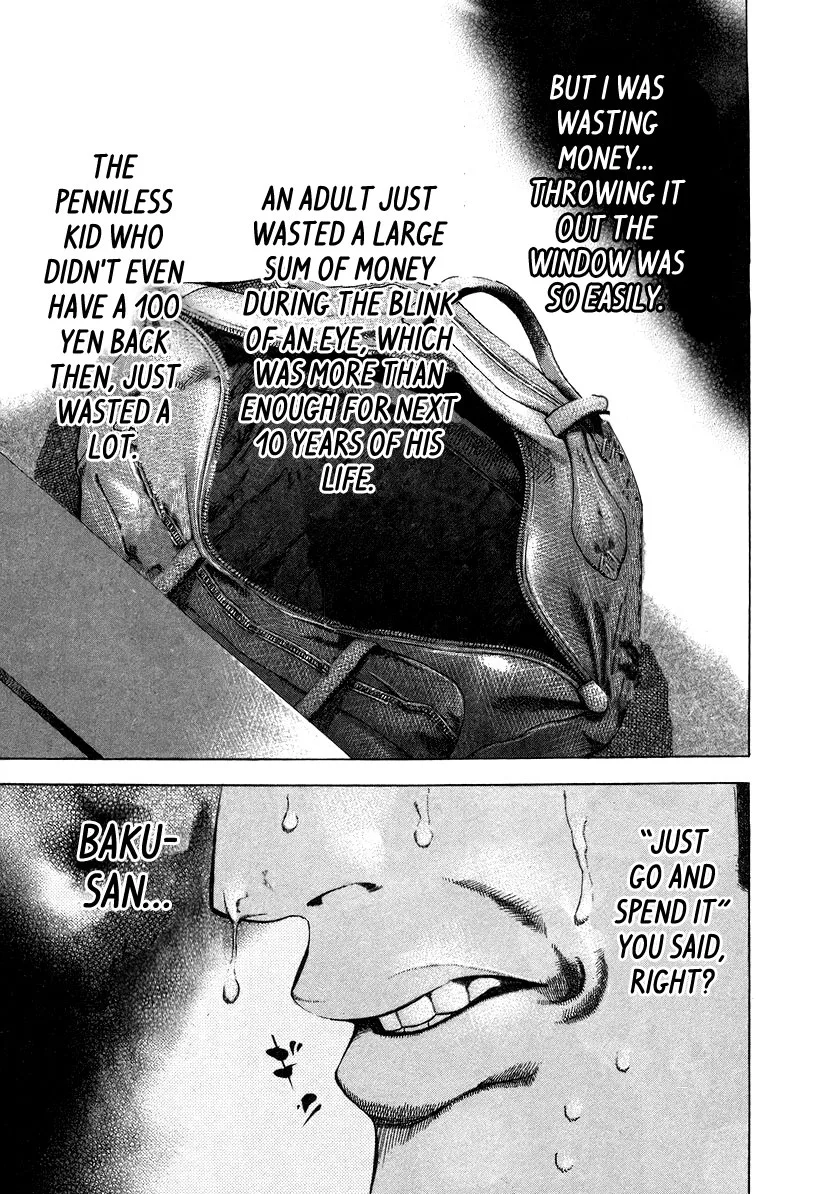 BUT I WAS
WASTING
MONEY...
THROWING IT
OUT THE
WINDOW WAS
SO EASILY.
AN ADULT JUST
WASTED A LARGE
SUM OF MONEY
DURING THE BLINK
OF AN EYE, WHICH
WAS MORE THAN
ENOUGH FOR NEXT
10 YEARS OF HIS
LIFE.
THE
PENNILESS
KID WHO
DIDN'T EVEN
HAVE A 100
YEN BACK
THEN, JUST
WASTED A
LOT.
“JUST
GO AND
SPEND IT”
YOU SAID,
RIGHT?
BAKU-
SAN...